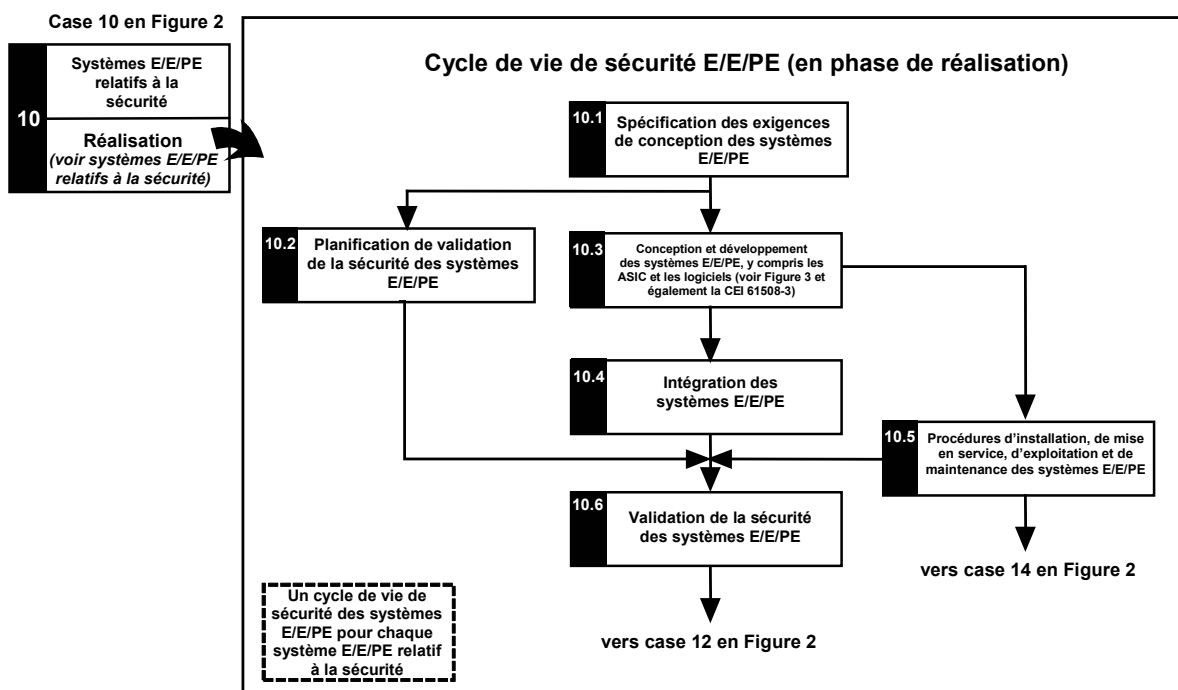 Case 10 en Figure 2
10
Systèmes E/E/PE
relatifs à la
sécurité
Réalisation
(voir systèmes E/E/PE
relatifs à la sécurité)
Cycle de vie de sécurité E/E/PE (en phase de réalisation)
10.1
Spécification des exigences
de conception des systèmes
E/E/PE
10.2
Planification de validation
de la sécurité des systèmes
E/E/PE
10.3
Conception et développement
des systèmes E/E/PE, y compris les
ASIC et les logiciels (voir Figure 3 et
également la CEI 61508-3)
10.4
Intégration des
systèmes E/E/PE
10.5
Procédures d’installation, de mise
en service, d’exploitation et de
maintenance des systèmes E/E/PE
10.6
Validation de la sécurité
des systèmes E/E/PE
vers case 14 en Figure 2
Un cycle de vie de
sécurité des systèmes
E/E/PE pour chaque
système E/E/PE relatif
à la sécurité
vers case 12 en Figure 2